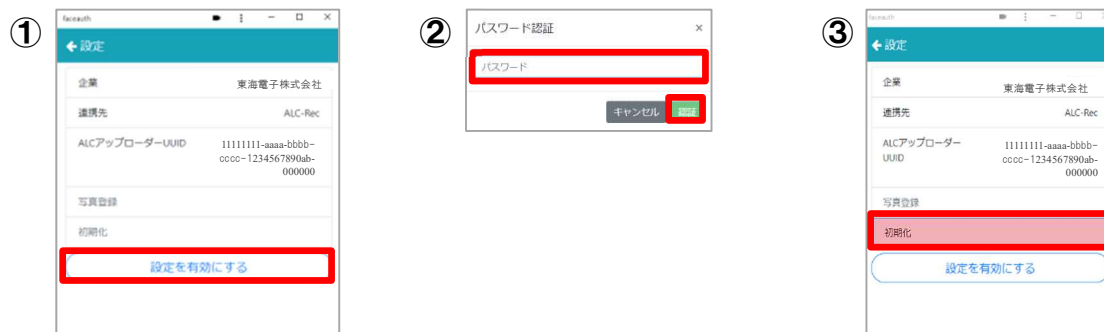 ①
faceauth
設定
企業
東海電子株式会社
連携先
ALC-Rec
ALCアップローダーUUID
11111111-aaaa-bbbb-
cccc-1234567890ab-
000000
写真登録
初期化
設定を有効にする
②
パスワード認証
パスワード
キャンセル
認証
③
faceauth
設定
企業
東海電子株式会社
連携先
ALC-Rec
ALCアップローダー
UUID
11111111-aaaa-bbbb-
cccc-1234567890ab-
000000
写真登録
初期化
設定を有効にする